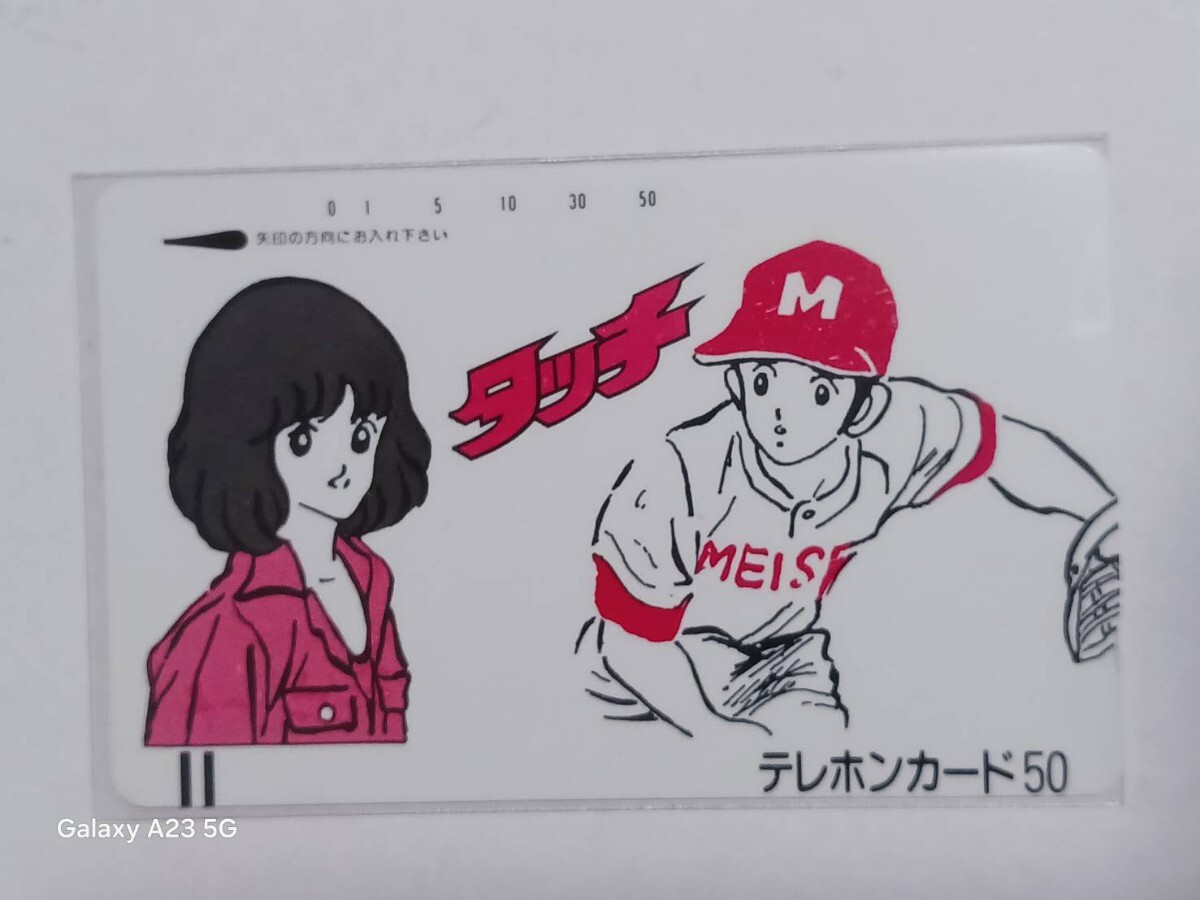 0 1 5 10 30 50
矢印の方向にお入れ下さい
タッチ
M
MEISE
テレホンカード50
Galaxy A23 5G